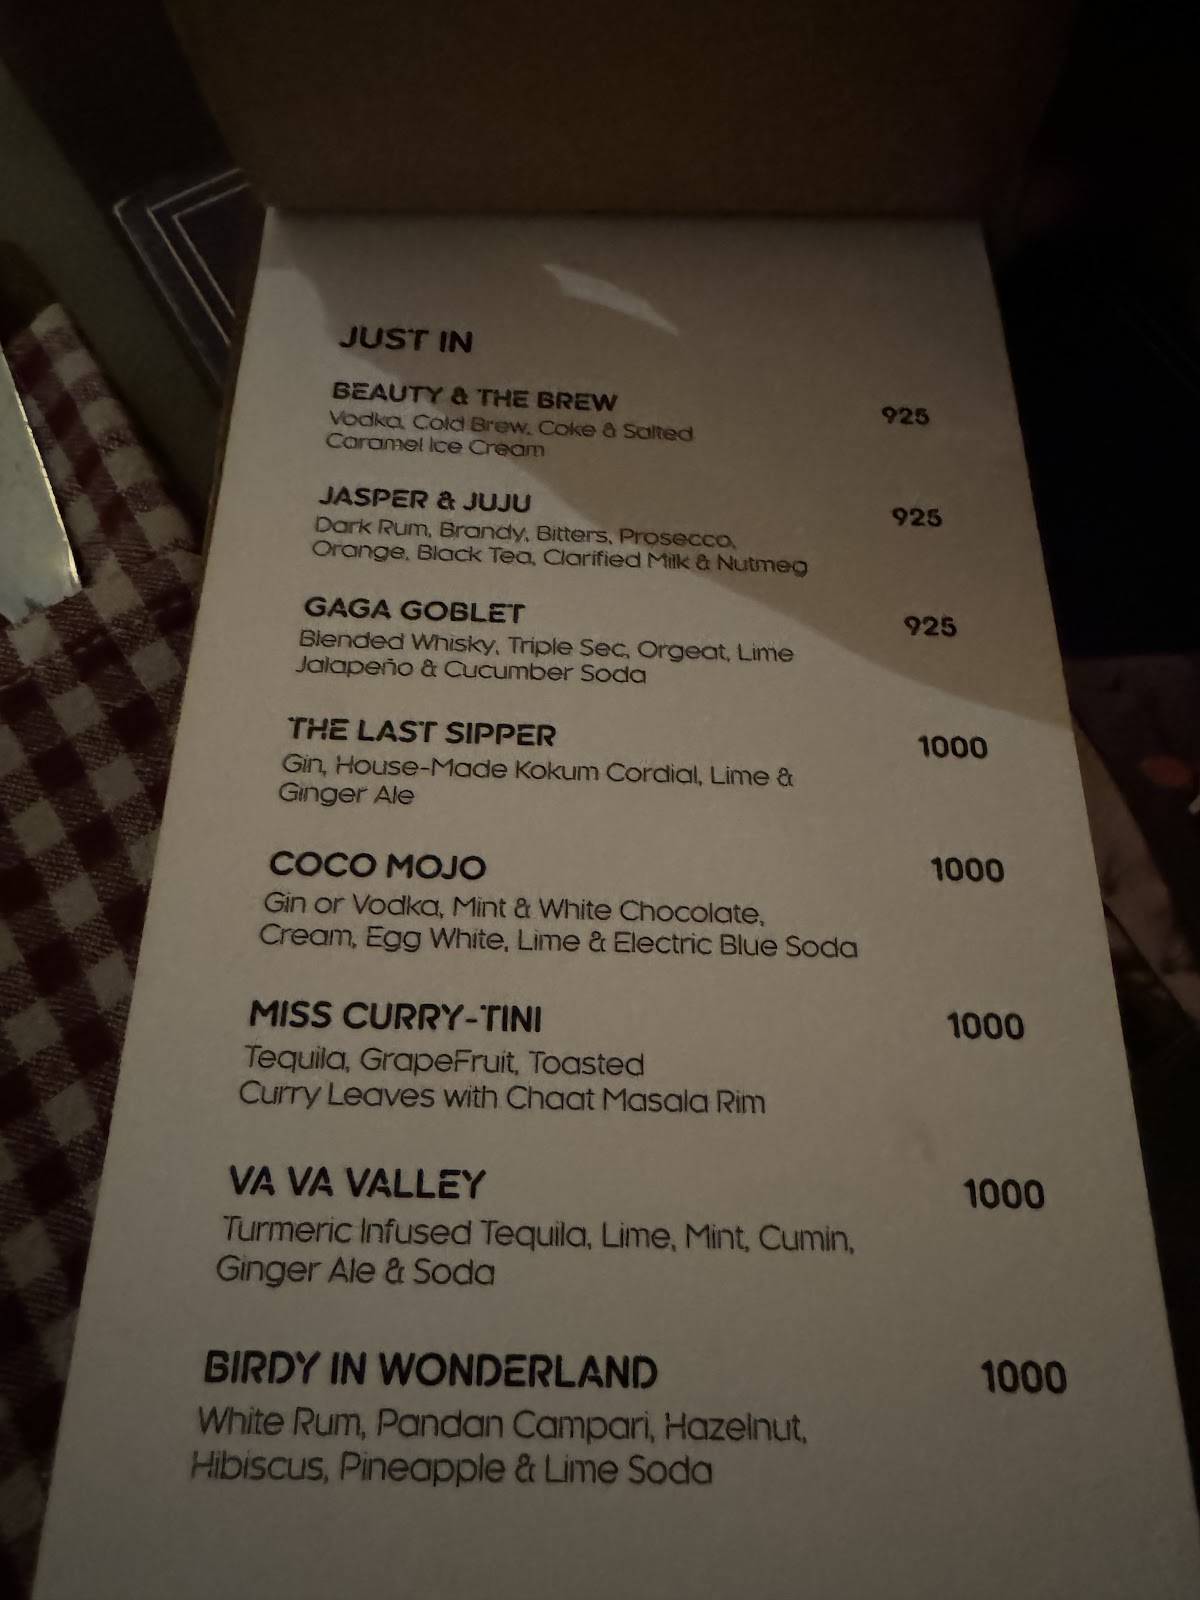 JUST IN
BEAUTY & THE BREW 925
Vodka, Cold Brew, Coke & Salted
Caramel Ice Cream
JASPER & JUJU 925
Dark Rum, Brandy, Bitters, Prosecco,
Orange, Black Tea, Clarified Milk & Nutmeg
GAGA GOBLET 925
Blended Whisky, Triple Sec, Orgeat, Lime
Jalapeño & Cucumber Soda
THE LAST SIPPER 1000
Gin, House-Made Kokum Cordial, Lime &
Ginger Ale
COCO MOJO 1000
Gin or Vodka, Mint & White Chocolate,
Cream, Egg White, Lime & Electric Blue Soda
MISS CURRY-TINI 1000
Tequila, GrapeFruit, Toasted
Curry Leaves with Chaat Masala Rim
VA VA VALLEY 1000
Turmeric Infused Tequila, Lime, Mint, Cumin,
Ginger Ale & Soda
BIRDY IN WONDERLAND 1000
White Rum, Pandan Campari, Hazelnut,
Hibiscus, Pineapple & Lime Soda